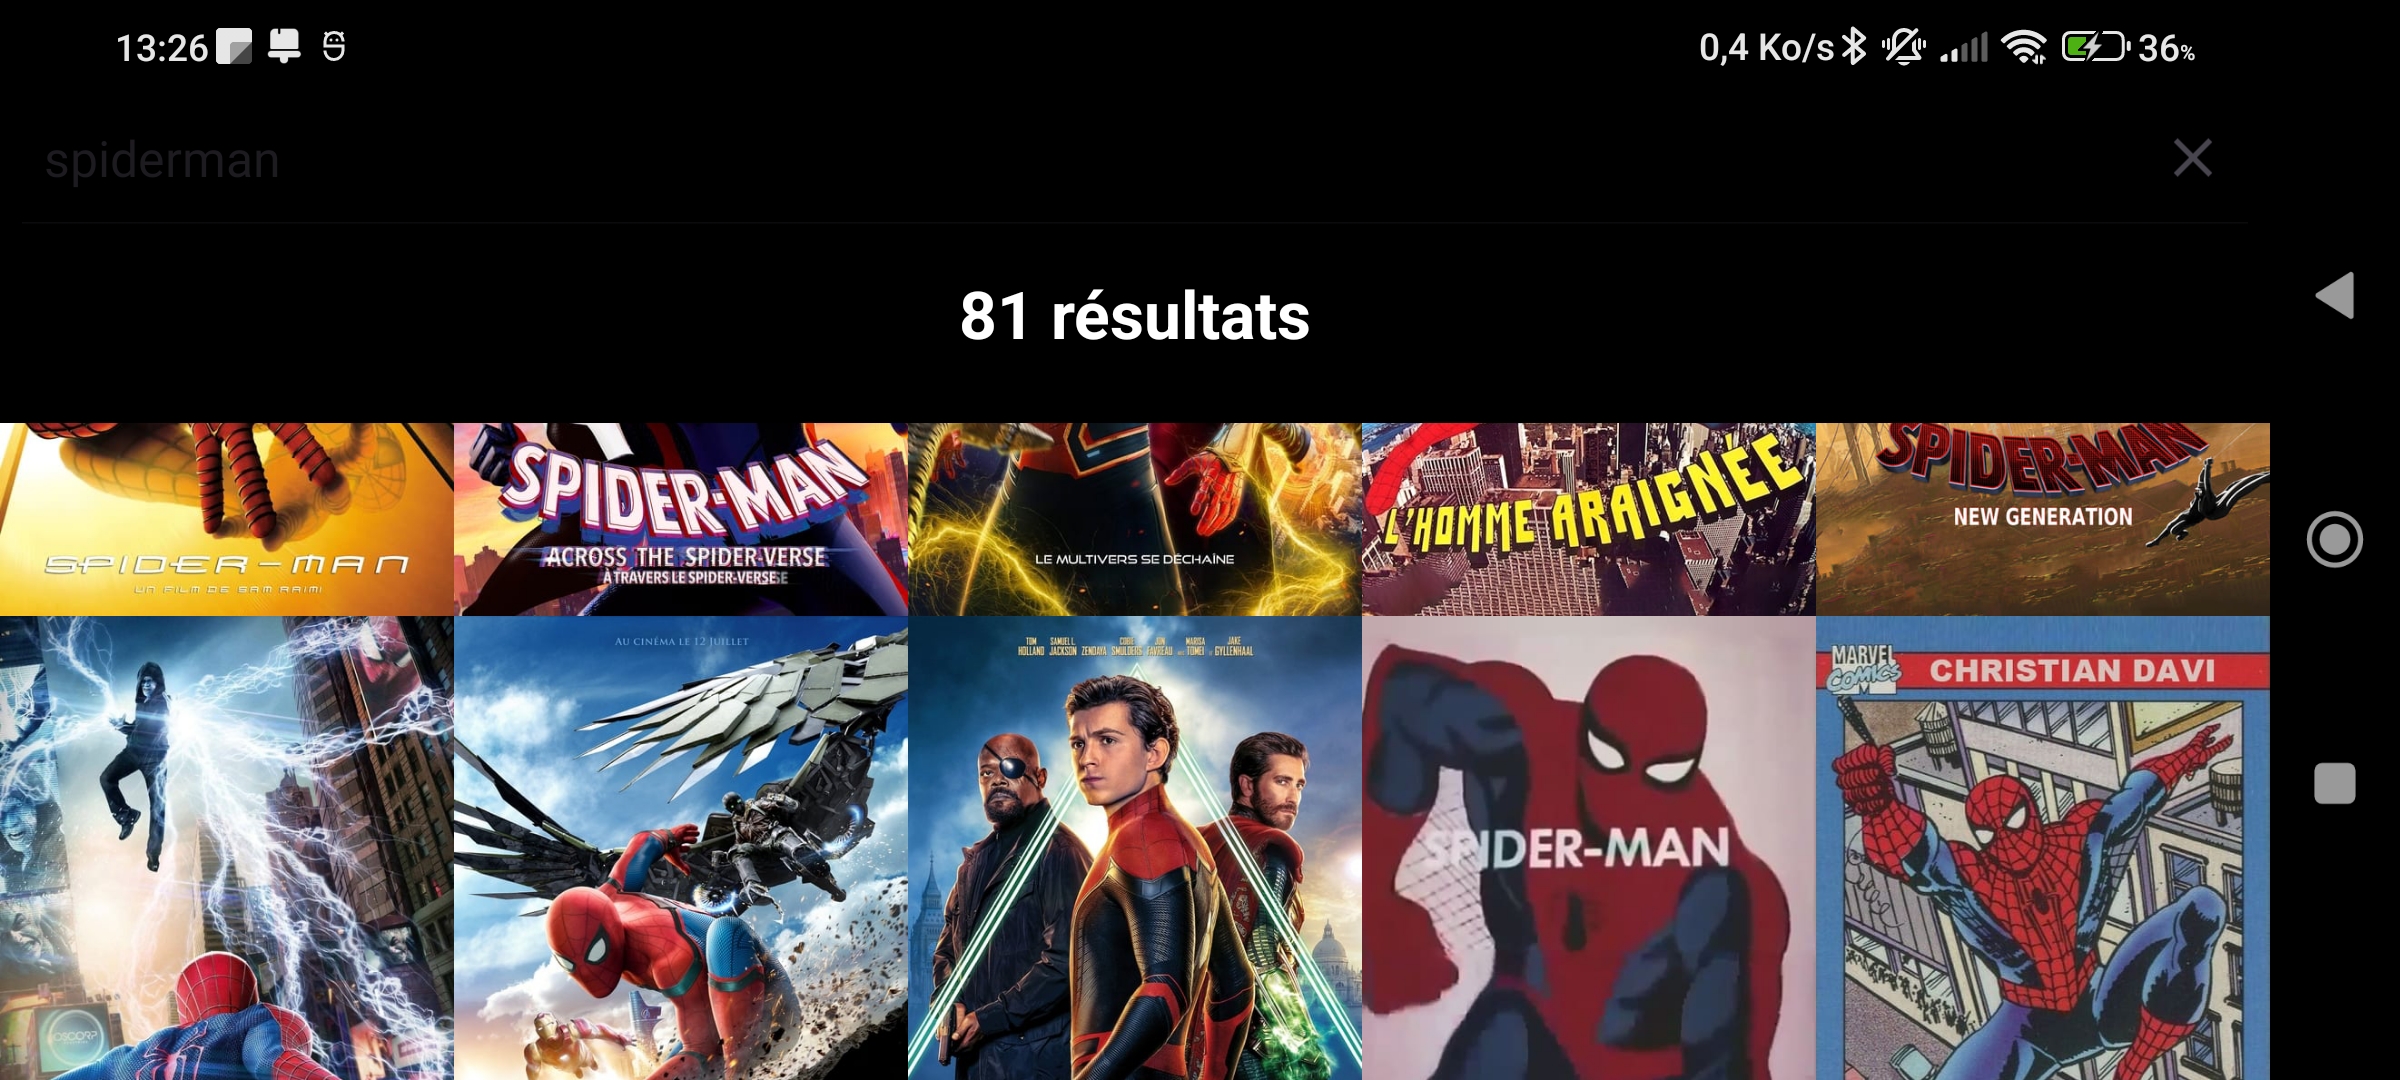 13:26
0,4 Ko/s
36%
spiderman
81 résultats
SPIDER-MAN
UN FILM DE SAM RAIMI
SPIDER-MAN
ACROSS THE SPIDER-VERSE
À TRAVERS LE SPIDER-VERSE
LE MULTIVERS SE DÉCHAÎNE
L'HOMME ARAIGNÉE
SPIDER-MAN
NEW GENERATION
OSCORP
AU CINÉMA LE 12 JUILLET
TOM HOLLAND SAMUEL L. JACKSON ZENDAYA COBIE SMULDERS JON FAVREAU MARISA TOMEI JAKE GYLLENHAAL
SPIDER-MAN
MARVEL COMICS
CHRISTIAN DAVI